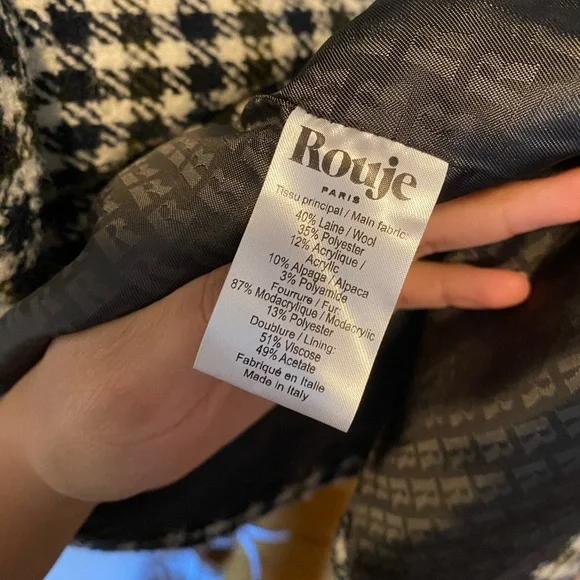 Rouje
PARIS
Tissu principal / Main fabric:
40% Laine / Wool
35% Polyester
12% Acrylique /
Acrylic
10% Alpaga / Alpaca
3% Polyamide
Fourrure / Fur:
87% Modacrylique / Modacrylic
13% Polyester
Doublure / Lining:
51% Viscose
49% Acetate
Fabriqué en Italie
Made in Italy